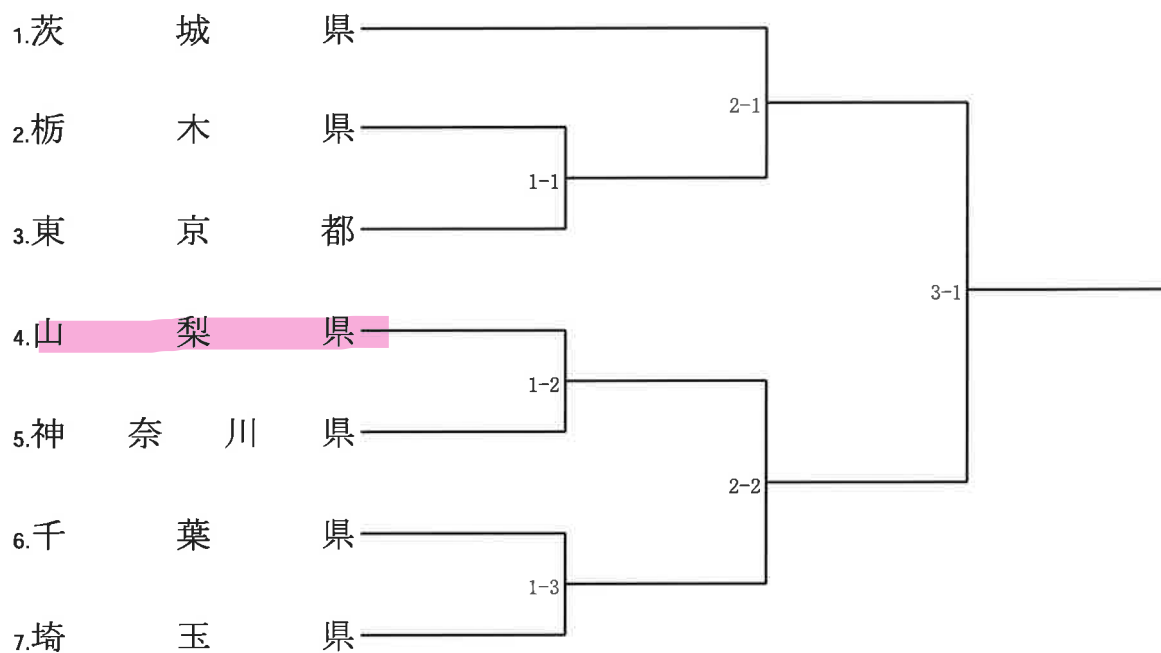 1.茨城県
2-1
2.栃木県
1-1
3.東京都
3-1
4.山梨県
1-2
5.神奈川県
2-2
6.千葉県
1-3
7.埼玉県